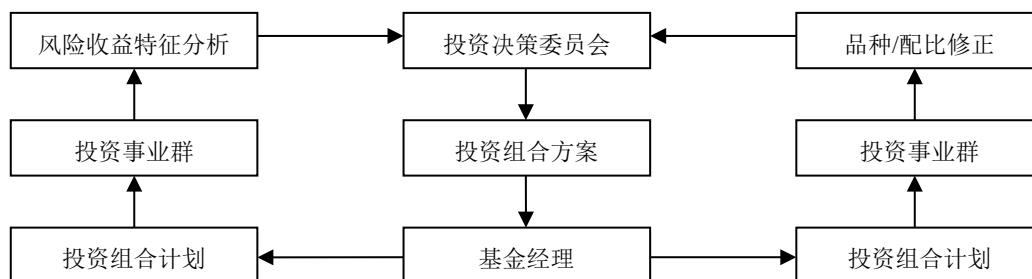 风险收益特征分析
投资决策委员会
品种/配比修正
投资事业群
投资组合方案
投资事业群
投资组合计划
基金经理
投资组合计划